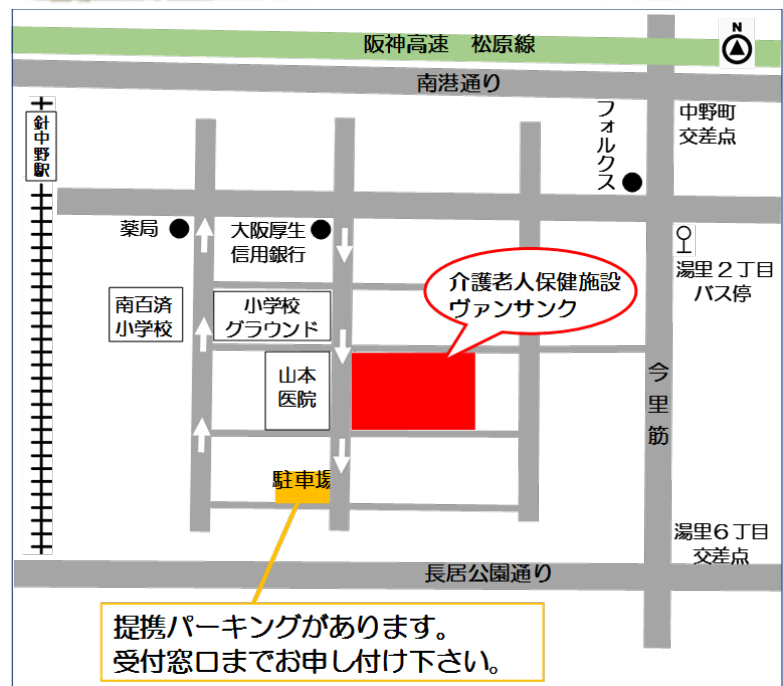 阪神高速　松原線
N
南港通り
針中野駅
フォルクス
中野町
交差点
薬局
大阪厚生
信用銀行
湯里２丁目
バス停
介護老人保健施設
ヴァンサンク
南百済
小学校
小学校
グラウンド
山本
医院
今里筋
駐車場
湯里６丁目
交差点
長居公園通り
提携パーキングがあります。
受付窓口までお申し付け下さい。